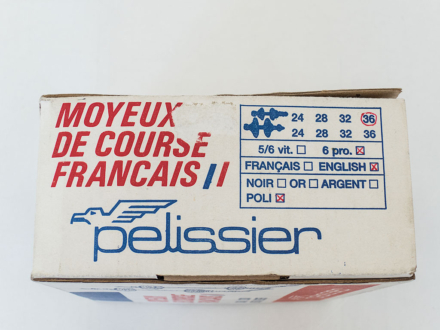 MOYEUX
DE COURSE
FRANCAIS
pelissier
24 28 32 36
24 28 32 36
5/6 vit. 6 pro.
FRANÇAIS ENGLISH
NOIR OR ARGENT
POLI